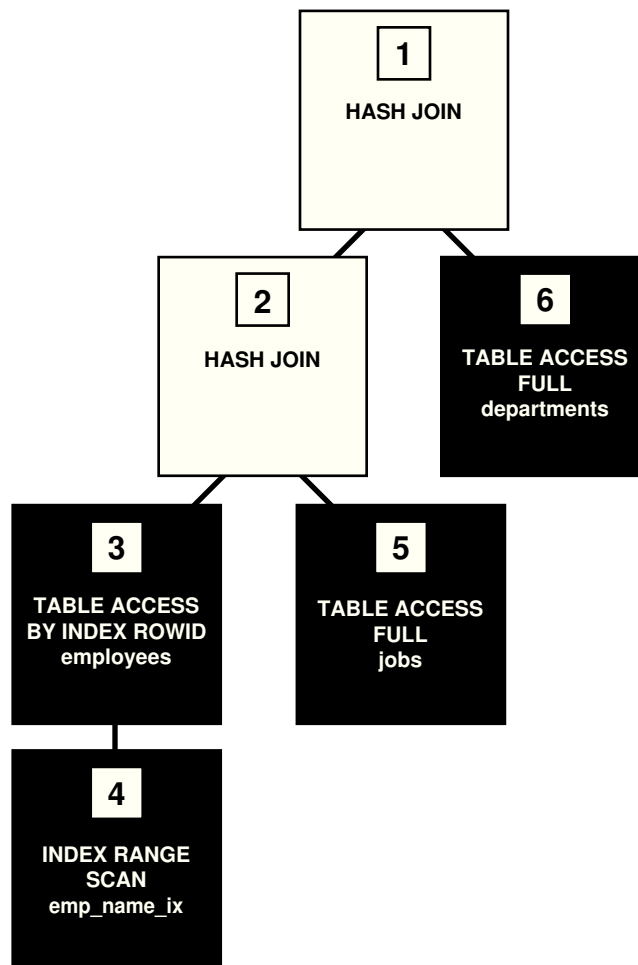 1
HASH JOIN
2
HASH JOIN
6
TABLE ACCESS
FULL
departments
3
TABLE ACCESS
BY INDEX ROWID
employees
5
TABLE ACCESS
FULL
jobs
4
INDEX RANGE
SCAN
emp_name_ix